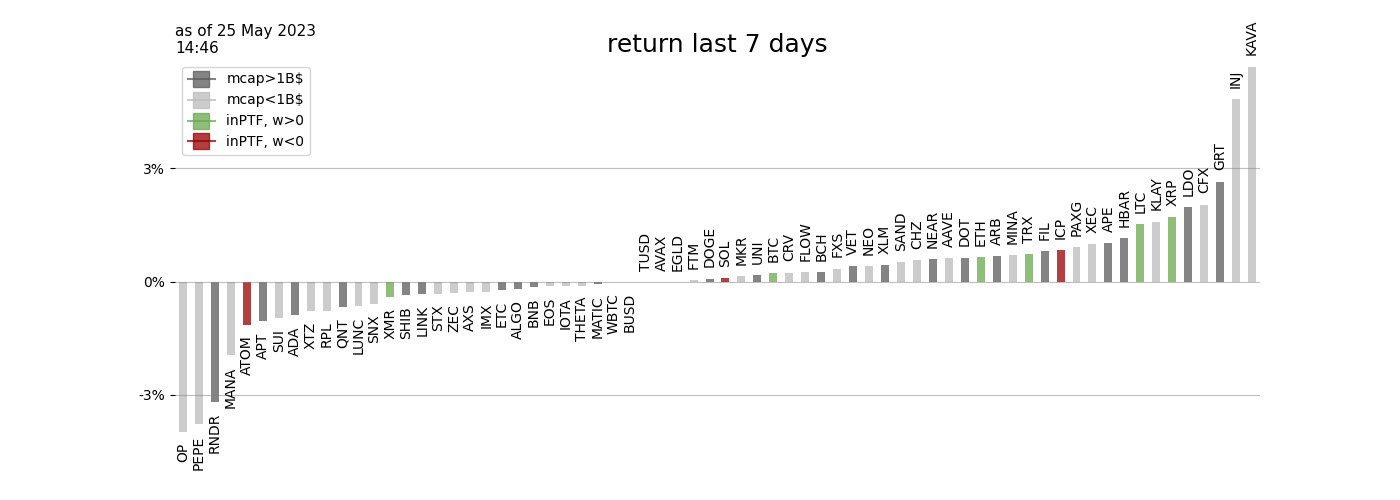 as of 25 May 2023
14:46
return last 7 days
mcap>1B$
mcap<1B$
inPTF, w>0
inPTF, w<0
3%
0%
-3%
OP
PEPE
RNDR
MANA
ATOM
APT
SUI
ADA
XTZ
RPL
QNT
LUNC
SNX
XMR
SHIB
LINK
STX
ZEC
AXS
IMX
ETC
ALGO
BNB
EOS
IOTA
THETA
MATIC
WBTC
BUSD
TUSD
AVAX
EGLD
FTM
DOGE
SOL
MKR
UNI
BTC
CRV
FLOW
BCH
FXS
VET
NEO
XLM
SAND
CHZ
NEAR
AAVE
DOT
ETH
ARB
MINA
TRX
FIL
ICP
PAXG
XEC
APE
HBAR
LTC
KLAY
XRP
LDO
CFX
GRT
INJ
KAVA